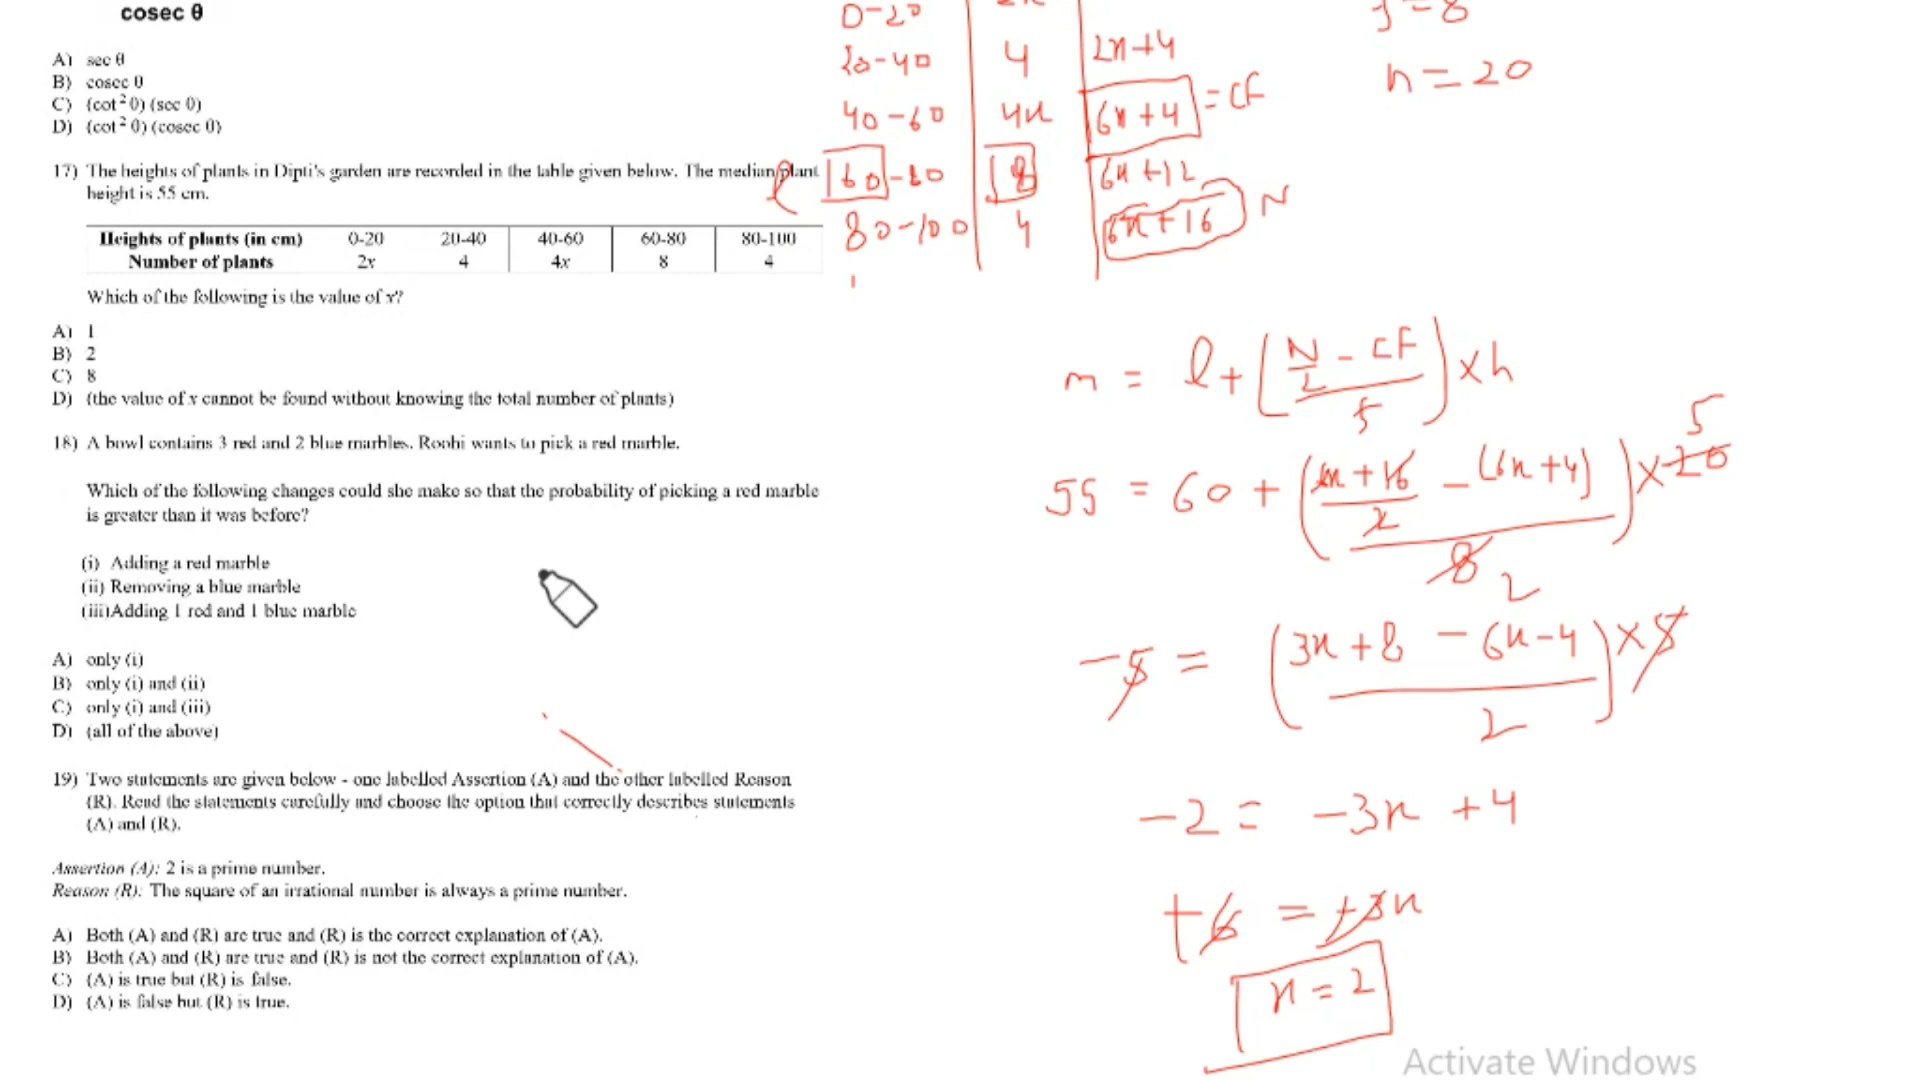 cosec θ
A) sec θ
B) cosec θ
C) (cot² θ) (sec θ)
D) (cot² θ) (cosec θ)
17) The heights of plants in Dipti's garden are recorded in the table given below. The median plant
height is 55 cm.
Heights of plants (in cm) 0-20 20-40 40-60 60-80 80-100
Number of plants 2x 4 4x 8 4
Which of the following is the value of x?
A) 1
B) 2
C) 8
D) (the value of x cannot be found without knowing the total number of plants)
18) A bowl contains 3 red and 2 blue marbles. Roohi wants to pick a red marble.
Which of the following changes could she make so that the probability of picking a red marble
is greater than it was before?
(i) Adding a red marble
(ii) Removing a blue marble
(iii)Adding 1 red and 1 blue marble
A) only (i)
B) only (i) and (ii)
C) only (i) and (iii)
D) (all of the above)
19) Two statements are given below - one labelled Assertion (A) and the other labelled Reason
(R). Read the statements carefully and choose the option that correctly describes statements
(A) and (R).
Assertion (A): 2 is a prime number.
Reason (R): The square of an irrational number is always a prime number.
A) Both (A) and (R) are true and (R) is the correct explanation of (A).
B) Both (A) and (R) are true and (R) is not the correct explanation of (A).
C) (A) is true but (R) is false.
D) (A) is false but (R) is true.
0-20
20-40 4 2x+4
40-60 4x 6x+4 = CF
l 60-80 8 6x+12
80-100 4 6x+16 N
f = 8
h = 20
m = l + (N/2 - CF / f) × h
55 = 60 + (6x+16/2 - (6x+4) / 8) × 20
5
2
-5 = (3x+8 - 6x-4 / 2) × 5
-2 = -3x +4
+6 = +3x
x = 2
Activate Windows